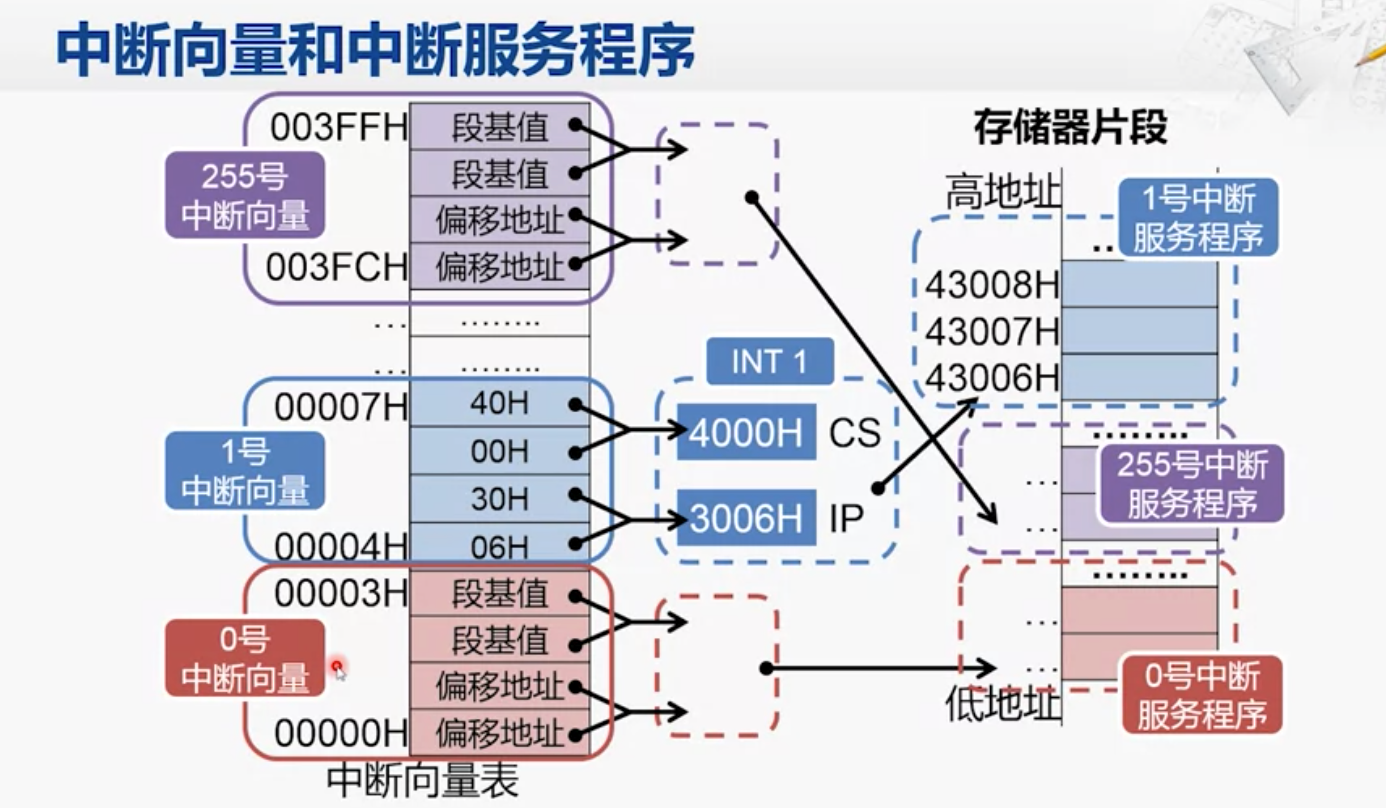 中断向量和中断服务程序
003FFH
段基值
段基值
偏移地址
003FCH
偏移地址
255号
中断向量
...
........
...
........
00007H
40H
00H
30H
00004H
06H
1号
中断向量
00003H
段基值
段基值
偏移地址
00000H
偏移地址
0号
中断向量
中断向量表
INT 1
4000H
CS
3006H
IP
存储器片段
高地址
1号中断
服务程序
..
43008H
43007H
43006H
........
255号中断
服务程序
...
...
........
...
...
0号中断
服务程序
低地址